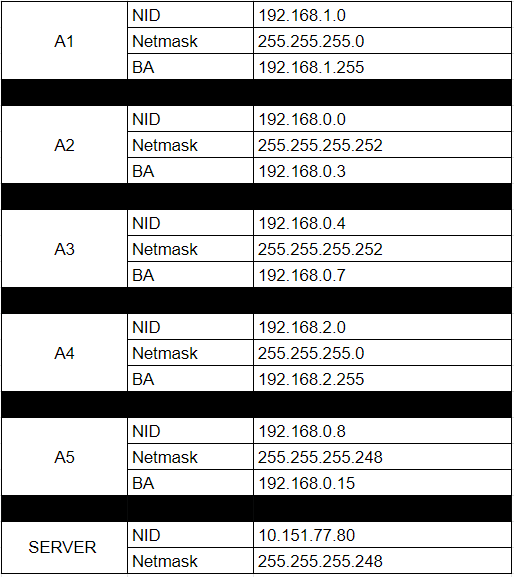 A1
NID 192.168.1.0
Netmask 255.255.255.0
BA 192.168.1.255
A2
NID 192.168.0.0
Netmask 255.255.255.252
BA 192.168.0.3
A3
NID 192.168.0.4
Netmask 255.255.255.252
BA 192.168.0.7
A4
NID 192.168.2.0
Netmask 255.255.255.0
BA 192.168.2.255
A5
NID 192.168.0.8
Netmask 255.255.255.248
BA 192.168.0.15
SERVER
NID 10.151.77.80
Netmask 255.255.255.248